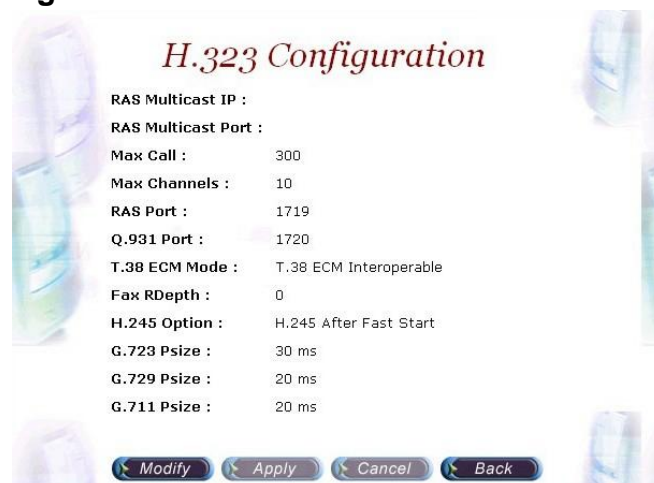 H.323 Configuration
RAS Multicast IP :
RAS Multicast Port :
Max Call : 300
Max Channels : 10
RAS Port : 1719
Q.931 Port : 1720
T.38 ECM Mode : T.38 ECM Interoperable
Fax RDepth : 0
H.245 Option : H.245 After Fast Start
G.723 Psize : 30 ms
G.729 Psize : 20 ms
G.711 Psize : 20 ms
Modify Apply Cancel Back